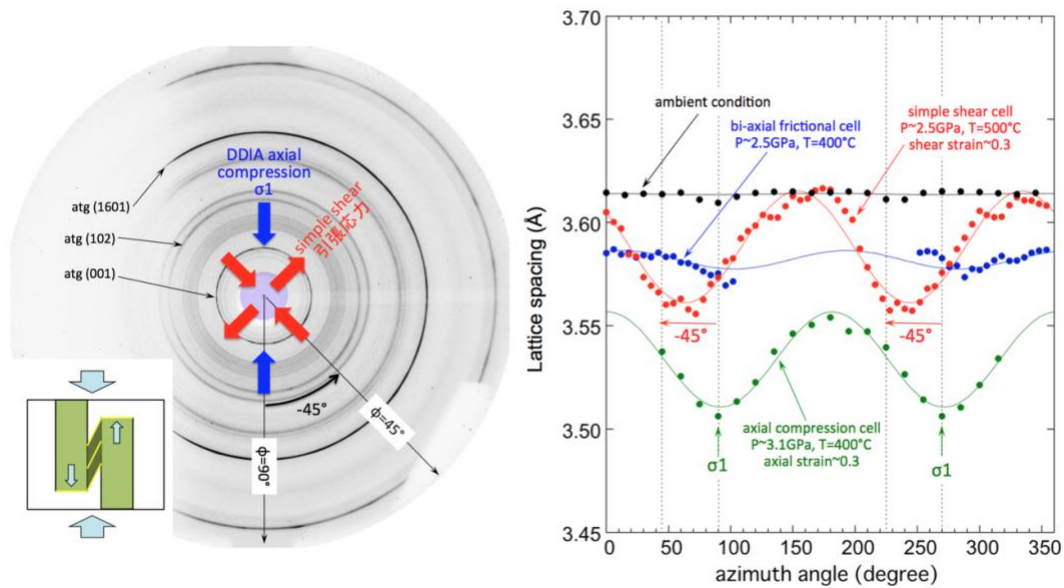 DDIA axial
compression
σ1
simple shear
引張応力
atg (1601)
atg (102)
atg (001)
-45°
ϕ=45°
ϕ=90°
3.70
3.65
3.60
3.55
3.50
3.45
Lattice spacing (Å)
ambient condition
bi-axial frictional cell
P~2.5GPa, T=400°C
simple shear cell
P~2.5GPa, T=500°C
shear strain~0.3
-45°
-45°
axial compression cell
P~3.1GPa, T=400°C
axial strain~0.3
σ1
σ1
0 50 100 150 200 250 300 350
azimuth angle (degree)